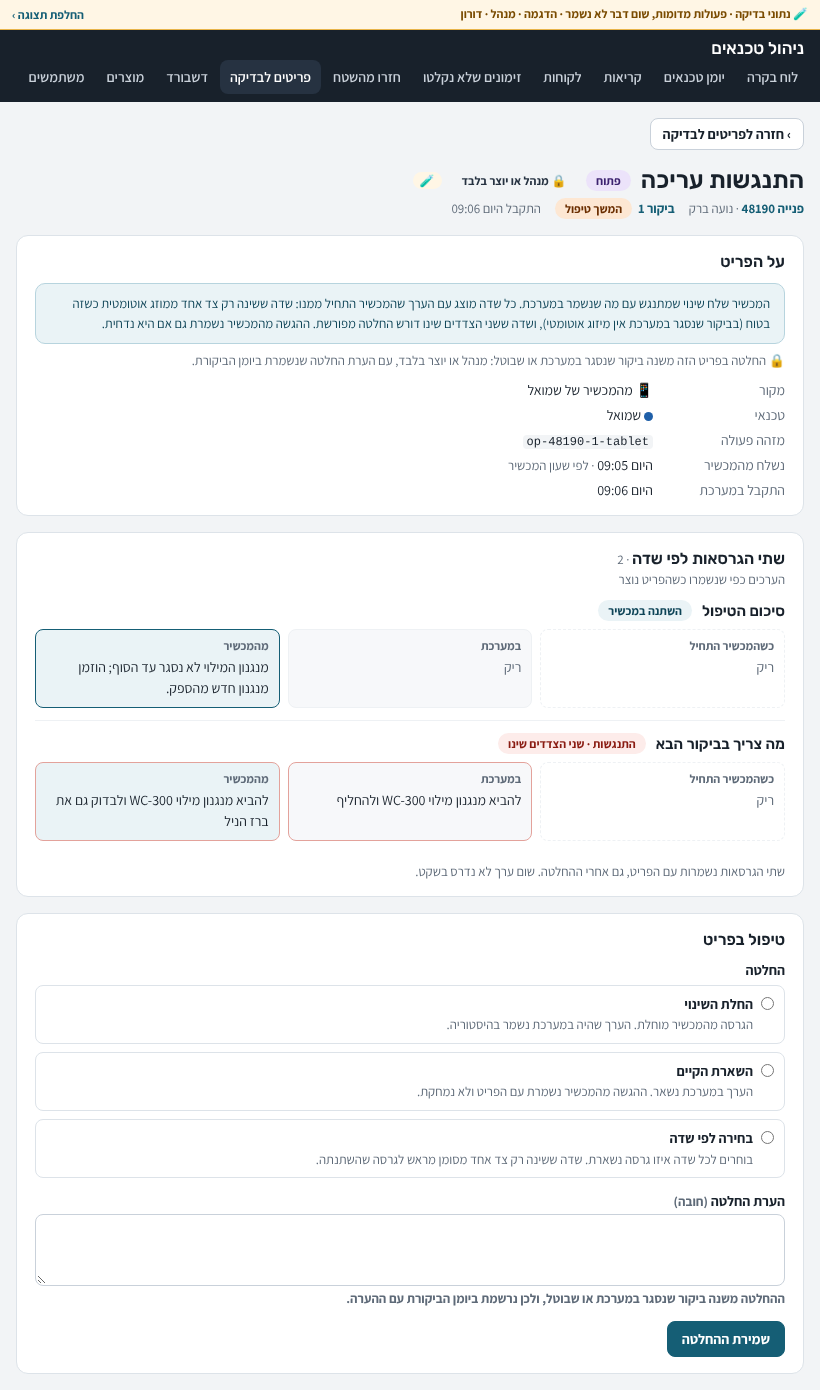 🧪 נתוני בדיקה · פעולות מדומות, שום דבר לא נשמר · הדגמה · מנהל · דורון
החלפת תצוגה ›
ניהול טכנאים
לוח בקרה
יומן טכנאים
קריאות
לקוחות
זימונים שלא נקלטו
חזרו מהשטח
פריטים לבדיקה
דשבורד
מוצרים
משתמשים
› חזרה לפריטים לבדיקה
התנגשות עריכה פתוח 🔒 מנהל או יוצר בלבד 🧪
פנייה 48190 · נועה ברק ביקור 1 המשך טיפול התקבל היום 09:06
על הפריט
המכשיר שלח שינוי שמתנגש עם מה שנשמר במערכת. כל שדה מוצג עם הערך שהמכשיר התחיל ממנו: שדה ששינה רק צד אחד ממוזג אוטומטית כשזה
בטוח (בביקור שנסגר במערכת אין מיזוג אוטומטי), ושדה ששני הצדדים שינו דורש החלטה מפורשת. ההגשה מהמכשיר נשמרת גם אם היא נדחית.
🔒 החלטה בפריט הזה משנה ביקור שנסגר במערכת או שבוטל: מנהל או יוצר בלבד, עם הערת החלטה שנשמרת ביומן הביקורת.
מקור 📱 מהמכשיר של שמואל
טכנאי שמואל
מזהה פעולה op-48190-1-tablet
נשלח מהמכשיר היום 09:05 · לפי שעון המכשיר
התקבל במערכת היום 09:06
שתי הגרסאות לפי שדה · 2
הערכים כפי שנשמרו כשהפריט נוצר
סיכום הטיפול השתנה במכשיר
כשהמכשיר התחיל
ריק
במערכת
ריק
מהמכשיר
מנגנון המילוי לא נסגר עד הסוף; הוזמן
מנגנון חדש מהספק.
מה צריך בביקור הבא התנגשות · שני הצדדים שינו
כשהמכשיר התחיל
ריק
במערכת
להביא מנגנון מילוי WC-300 ולהחליף
מהמכשיר
להביא מנגנון מילוי WC-300 ולבדוק גם את
ברז הניל
שתי הגרסאות נשמרות עם הפריט, גם אחרי ההחלטה. שום ערך לא נדרס בשקט.
טיפול בפריט
החלטה
החלת השינוי
הגרסה מהמכשיר מוחלת. הערך שהיה במערכת נשמר בהיסטוריה.
השארת הקיים
הערך במערכת נשאר. ההגשה מהמכשיר נשמרת עם הפריט ולא נמחקת.
בחירה לפי שדה
בוחרים לכל שדה איזו גרסה נשארת. שדה ששינה רק צד אחד מסומן מראש לגרסה שהשתנתה.
הערת החלטה (חובה)
ההחלטה משנה ביקור שנסגר במערכת או שבוטל, ולכן נרשמת ביומן הביקורת עם ההערה.
שמירת ההחלטה